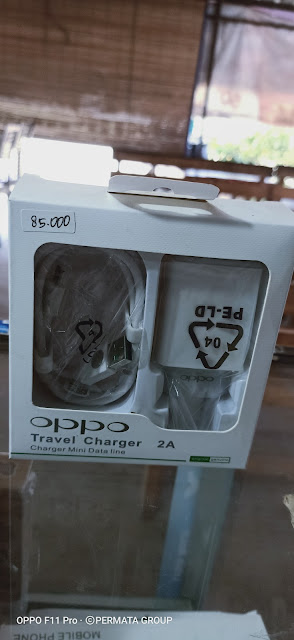 85.000
PE-LD
04
oppo
oppo
Travel Charger 2A
Charger Mini Data line
OPPO F11 Pro · ©PERMATA GROUP
MOBILE PHONE